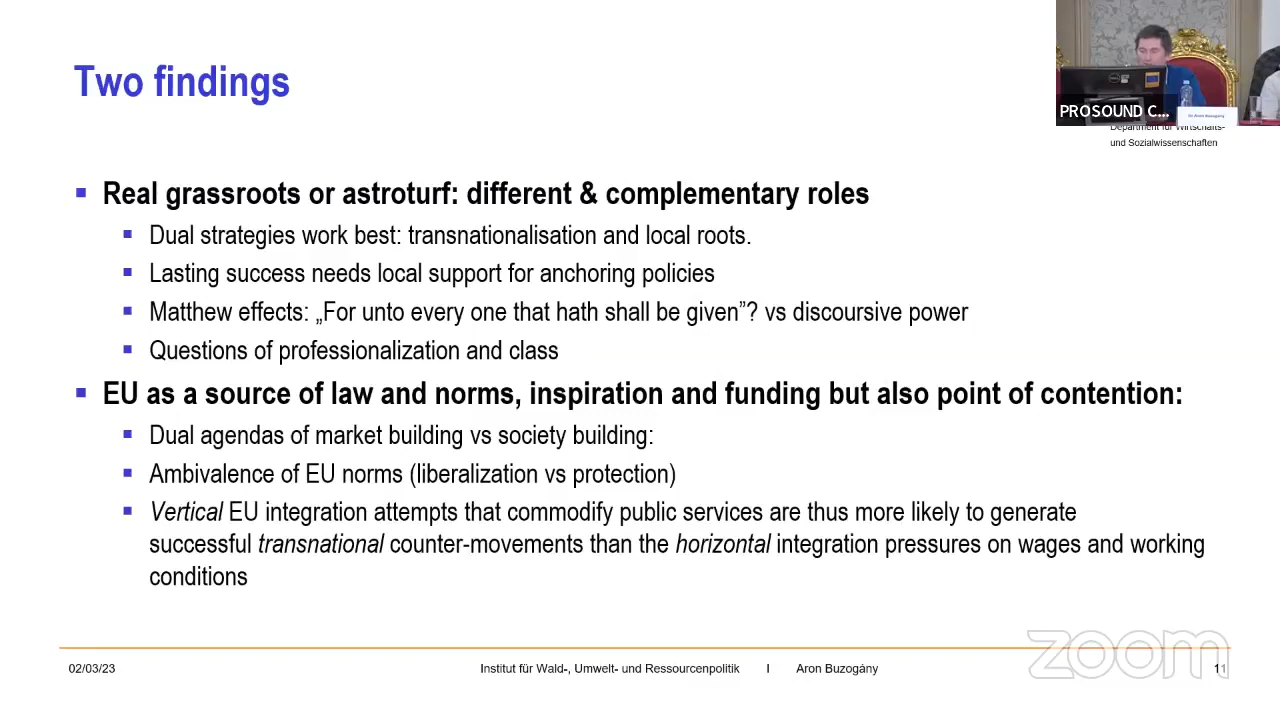 Two findings
PROSOUND C...
Department für Wirtschafts-
und Sozialwissenschaften
Real grassroots or astroturf: different & complementary roles
Dual strategies work best: transnationalisation and local roots.
Lasting success needs local support for anchoring policies
Matthew effects: „For unto every one that hath shall be given”? vs discoursive power
Questions of professionalization and class
EU as a source of law and norms, inspiration and funding but also point of contention:
Dual agendas of market building vs society building:
Ambivalence of EU norms (liberalization vs protection)
Vertical EU integration attempts that commodify public services are thus more likely to generate
successful transnational counter-movements than the horizontal integration pressures on wages and working
conditions
zoom
02/03/23 Institut für Wald-, Umwelt- und Ressourcenpolitik I Aron Buzogány 11